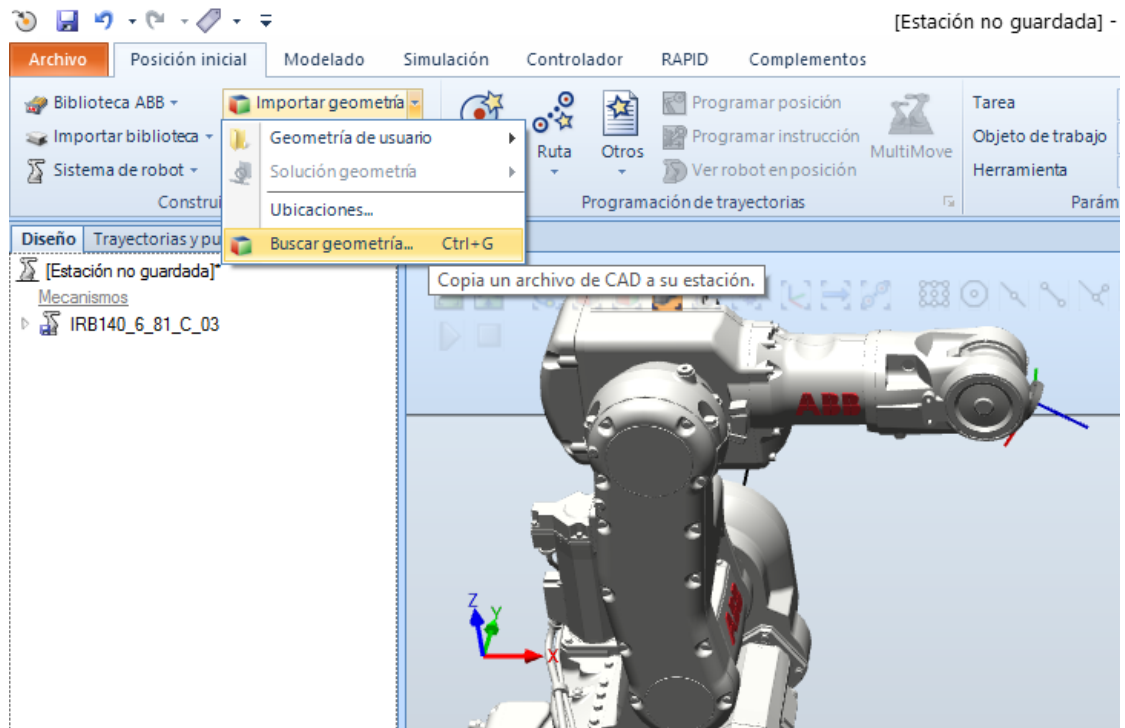 [Estación no guardada] -
Archivo Posición inicial Modelado Simulación Controlador RAPID Complementos
Biblioteca ABB Importar geometría Programar posición Tarea
Importar biblioteca Geometría de usuario Ruta Otros Programar instrucción MultiMove Objeto de trabajo
Sistema de robot Solución geometría Ver robot en posición Herramienta
Construi Ubicaciones... Programación de trayectorias Parám
Diseño Trayectorias y pu Buscar geometría... Ctrl+G
[Estación no guardada]* Copia un archivo de CAD a su estación.
Mecanismos
IRB140_6_81_C_03
ABB
ABB
Z
Y
X